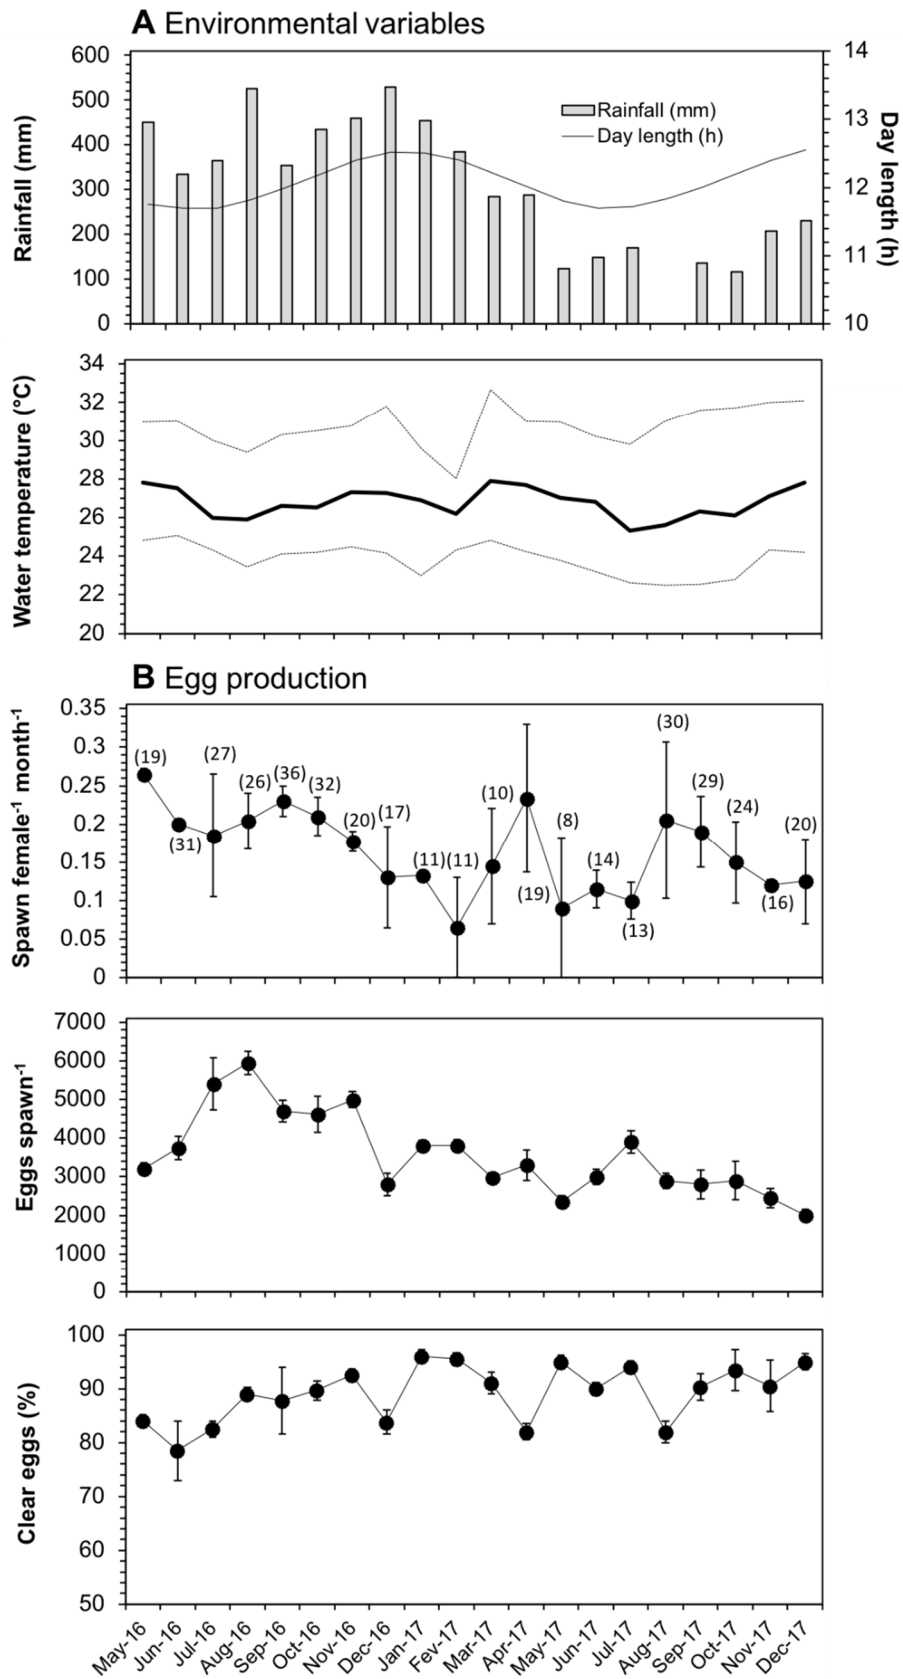 A Environmental variables
Rainfall (mm)
600
500
400
300
200
100
0
14
13
12
11
10
Day length (h)
Rainfall (mm)
Day length (h)
Water temperature (°C)
34
32
30
28
26
24
22
20
B Egg production
Spawn female⁻¹ month⁻¹
0.35
0.3
0.25
0.2
0.15
0.1
0.05
0
(19)
(31)
(27)
(26)
(36)
(32)
(20)
(17)
(11)
(11)
(10)
(19)
(8)
(14)
(13)
(30)
(29)
(24)
(16)
(20)
Eggs spawn⁻¹
7000
6000
5000
4000
3000
2000
1000
0
Clear eggs (%)
100
90
80
70
60
50
May-16
Jun-16
Jul-16
Aug-16
Sep-16
Oct-16
Nov-16
Dec-16
Jan-17
Fev-17
Mar-17
Apr-17
May-17
Jun-17
Jul-17
Aug-17
Sep-17
Oct-17
Nov-17
Dec-17